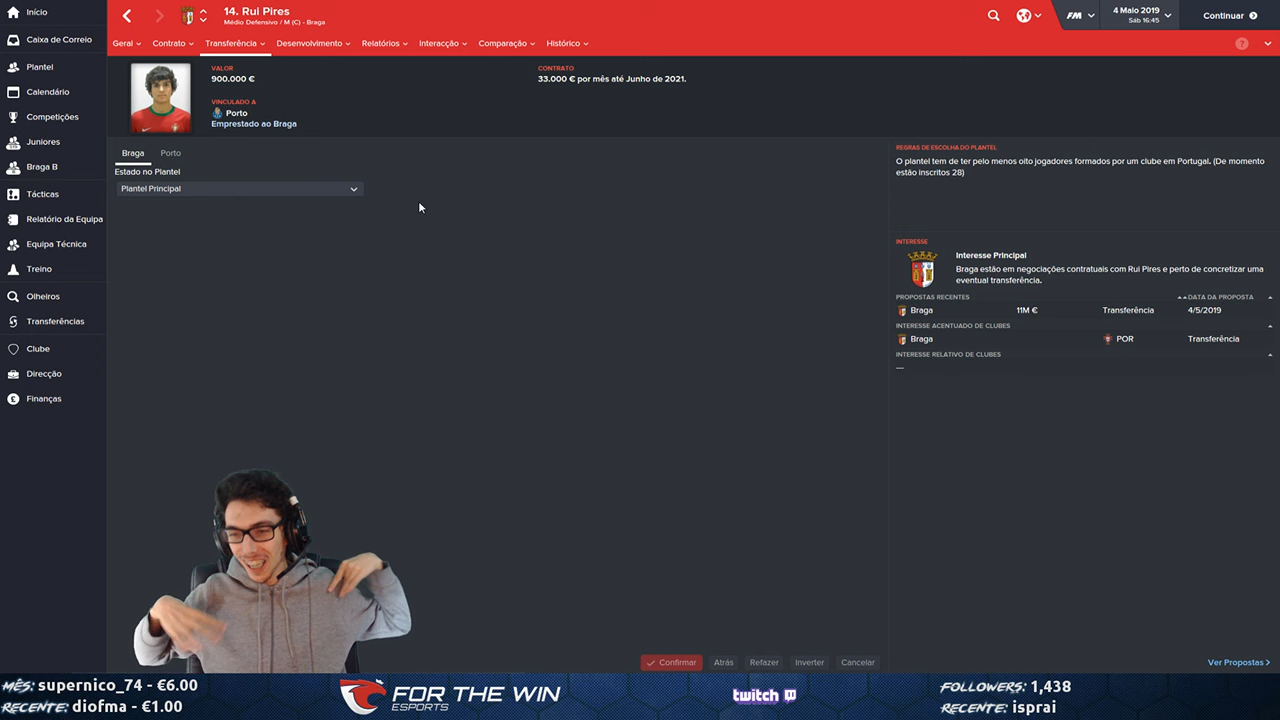 Início
Caixa de Correio
Plantel
Calendário
Competições
Juniores
Braga B
Tácticas
Relatório da Equipa
Equipa Técnica
Treino
Olheiros
Transferências
Clube
Direcção
Finanças
14. Rui Pires
Médio Defensivo / M (C) - Braga
FM
4 Maio 2019
Sáb 16:45
Continuar
Geral
Contrato
Transferência
Desenvolvimento
Relatórios
Interacção
Comparação
Histórico
VALOR
900.000 €
VINCULADO A
Porto
Emprestado ao Braga
CONTRATO
33.000 € por mês até Junho de 2021.
Braga Porto
Estado no Plantel
Plantel Principal
REGRAS DE ESCOLHA DO PLANTEL
O plantel tem de ter pelo menos oito jogadores formados por um clube em Portugal. (De momento
estão inscritos 28)
INTERESSE
Interesse Principal
Braga estão em negociações contratuais com Rui Pires e perto de concretizar uma
eventual transferência.
PROPOSTAS RECENTES DATA DA PROPOSTA
Braga 11M € Transferência 4/5/2019
INTERESSE ACENTUADO DE CLUBES
Braga POR Transferência
INTERESSE RELATIVO DE CLUBES
—
Confirmar Atrás Refazer Inverter Cancelar
Ver Propostas
MÊS: supernico_74 - €6.00
RECENTE: diofma - €1.00
FOR THE WIN
ESPORTS
twitch
FOLLOWERS: 1,438
RECENTE: isprai